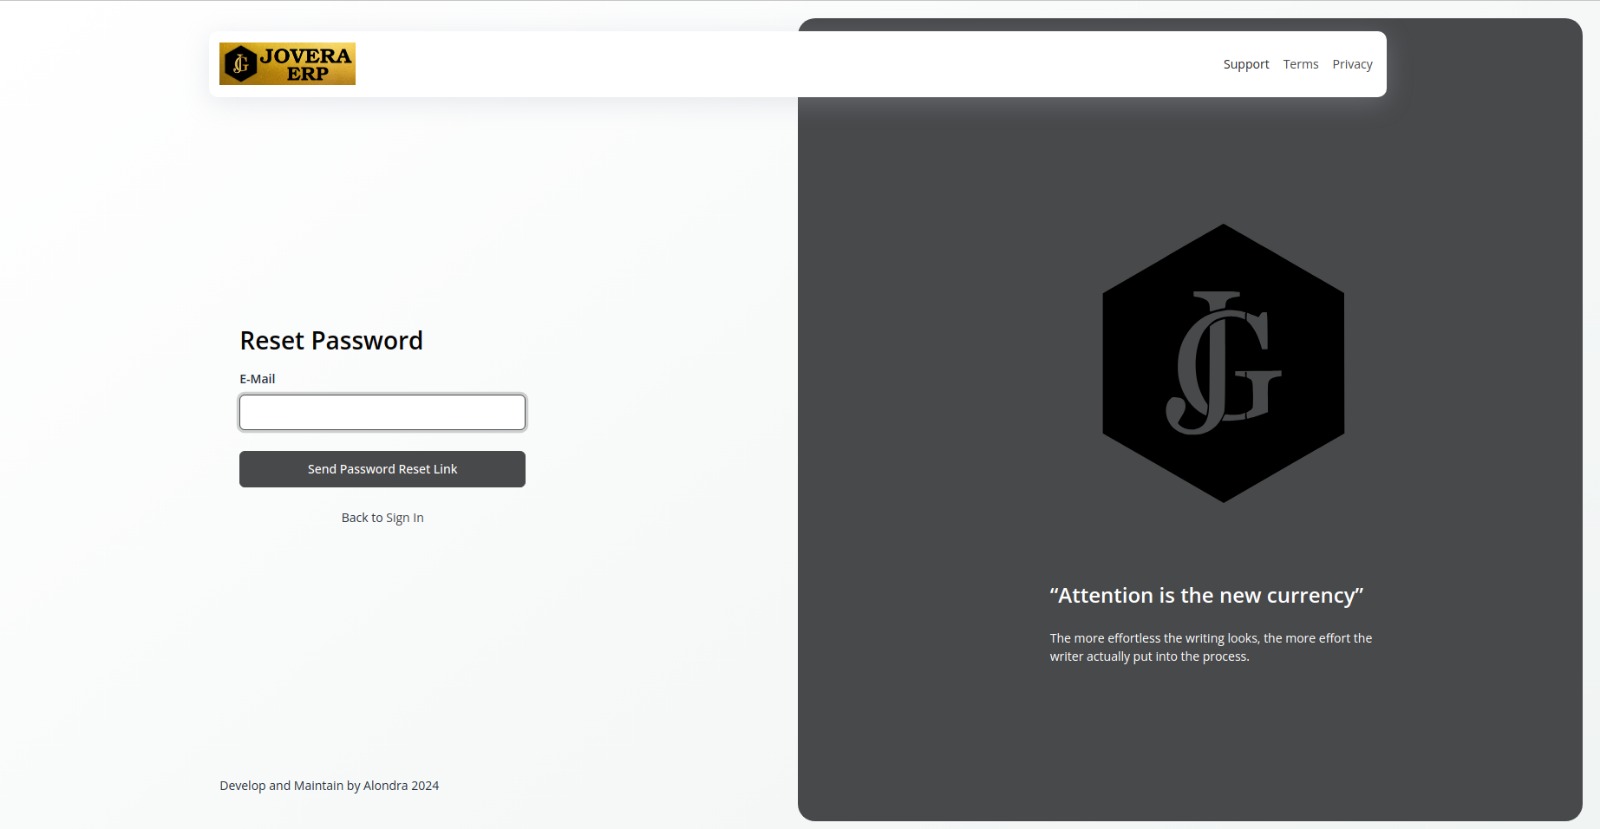 JG JOVERA
ERP
Support Terms Privacy
Reset Password
E-Mail
Send Password Reset Link
Back to Sign In
JG
“Attention is the new currency”
The more effortless the writing looks, the more effort the
writer actually put into the process.
Develop and Maintain by Alondra 2024